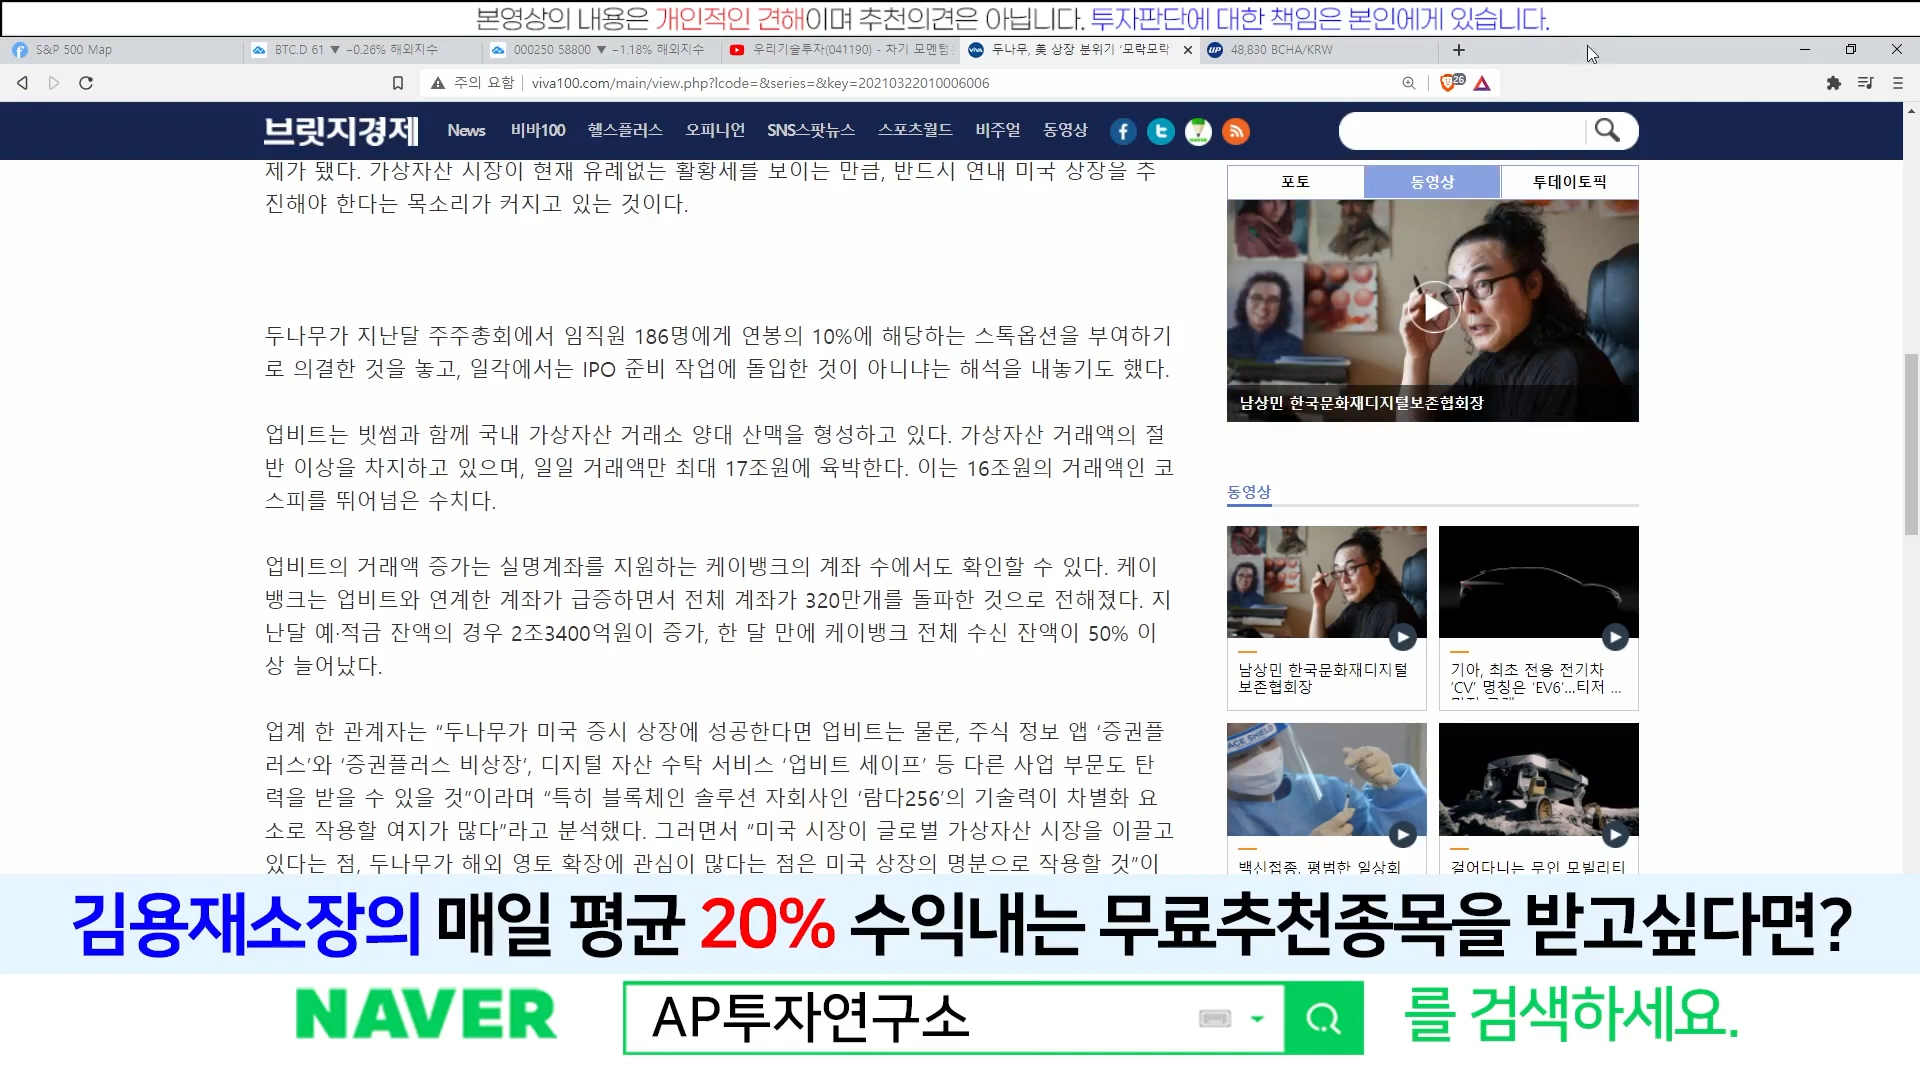 본영상의 내용은 개인적인 견해이며 추천의견은 아닙니다. 투자판단에 대한 책임은 본인에게 있습니다.
S&P 500 Map
BTC.D 61 ▼ −0.26% 해외지수
000250 58800 ▼ −1.18% 해외지수
우리기술투자(041190) - 차기 모멘텀
두나무, 美 상장 분위기 ‘모락모락
48,830 BCHA/KRW
주의 요함
viva100.com/main/view.php?lcode=&series=&key=20210322010006006
26
브릿지경제
News
비바100
헬스플러스
오피니언
SNS스팟뉴스
스포츠월드
비주얼
동영상
제가 됐다. 가상자산 시장이 현재 유례없는 활황세를 보이는 만큼, 반드시 연내 미국 상장을 추
진해야 한다는 목소리가 커지고 있는 것이다.
두나무가 지난달 주주총회에서 임직원 186명에게 연봉의 10%에 해당하는 스톡옵션을 부여하기
로 의결한 것을 놓고, 일각에서는 IPO 준비 작업에 돌입한 것이 아니냐는 해석을 내놓기도 했다.
업비트는 빗썸과 함께 국내 가상자산 거래소 양대 산맥을 형성하고 있다. 가상자산 거래액의 절
반 이상을 차지하고 있으며, 일일 거래액만 최대 17조원에 육박한다. 이는 16조원의 거래액인 코
스피를 뛰어넘은 수치다.
업비트의 거래액 증가는 실명계좌를 지원하는 케이뱅크의 계좌 수에서도 확인할 수 있다. 케이
뱅크는 업비트와 연계한 계좌가 급증하면서 전체 계좌가 320만개를 돌파한 것으로 전해졌다. 지
난달 예·적금 잔액의 경우 2조3400억원이 증가, 한 달 만에 케이뱅크 전체 수신 잔액이 50% 이
상 늘어났다.
업계 한 관계자는 “두나무가 미국 증시 상장에 성공한다면 업비트는 물론, 주식 정보 앱 ‘증권플
러스’와 ‘증권플러스 비상장’, 디지털 자산 수탁 서비스 ‘업비트 세이프’ 등 다른 사업 부문도 탄
력을 받을 수 있을 것”이라며 “특히 블록체인 솔루션 자회사인 ‘람다256’의 기술력이 차별화 요
소로 작용할 여지가 많다”라고 분석했다. 그러면서 “미국 시장이 글로벌 가상자산 시장을 이끌고
있다는 점, 두나무가 해외 영토 확장에 관심이 많다는 점은 미국 상장의 명분으로 작용할 것”이
포토
동영상
투데이토픽
남상민 한국문화재디지털보존협회장
동영상
남상민 한국문화재디지털
보존협회장
기아, 최초 전용 전기차
‘CV’ 명칭은 ‘EV6’...티저 ...
FACE SHIELD
백신접종, 평범한 일상회
걸어다니는 무인 모빌리티
김용재소장의 매일 평균 20% 수익내는 무료추천종목을 받고싶다면?
NAVER
AP투자연구소
를 검색하세요.